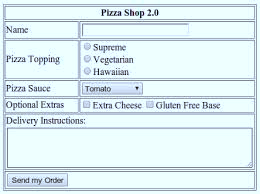 Pizza Shop 2.0
Name
Pizza Topping
Supreme
Vegetarian
Hawaiian
Pizza Sauce Tomato
Optional Extras Extra Cheese Gluten Free Base
Delivery Instructions:
Send my Order